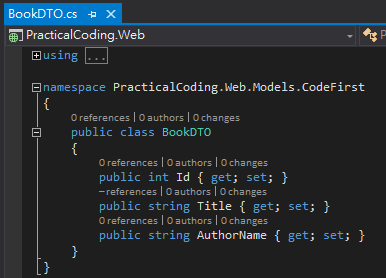 BookDTO.cs
PracticalCoding.Web
using ...
namespace PracticalCoding.Web.Models.CodeFirst
{
0 references | 0 authors | 0 changes
public class BookDTO
{
0 references | 0 authors | 0 changes
public int Id { get; set; }
-references | 0 authors | 0 changes
public string Title { get; set; }
0 references | 0 authors | 0 changes
public string AuthorName { get; set; }
}
}